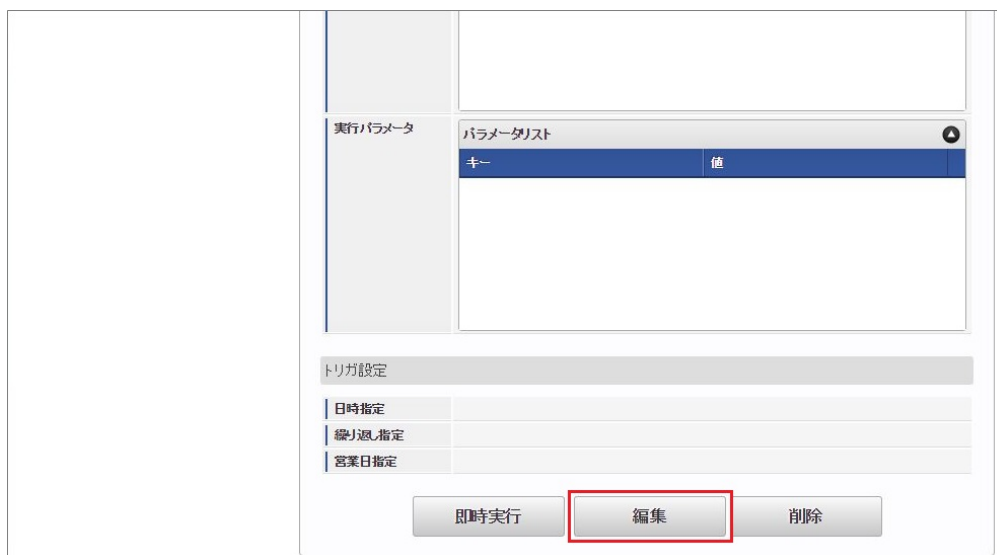 実行パラメータ
パラメータリスト
キー 値
トリガ設定
日時指定
繰り返し指定
営業日指定
即時実行 編集 削除